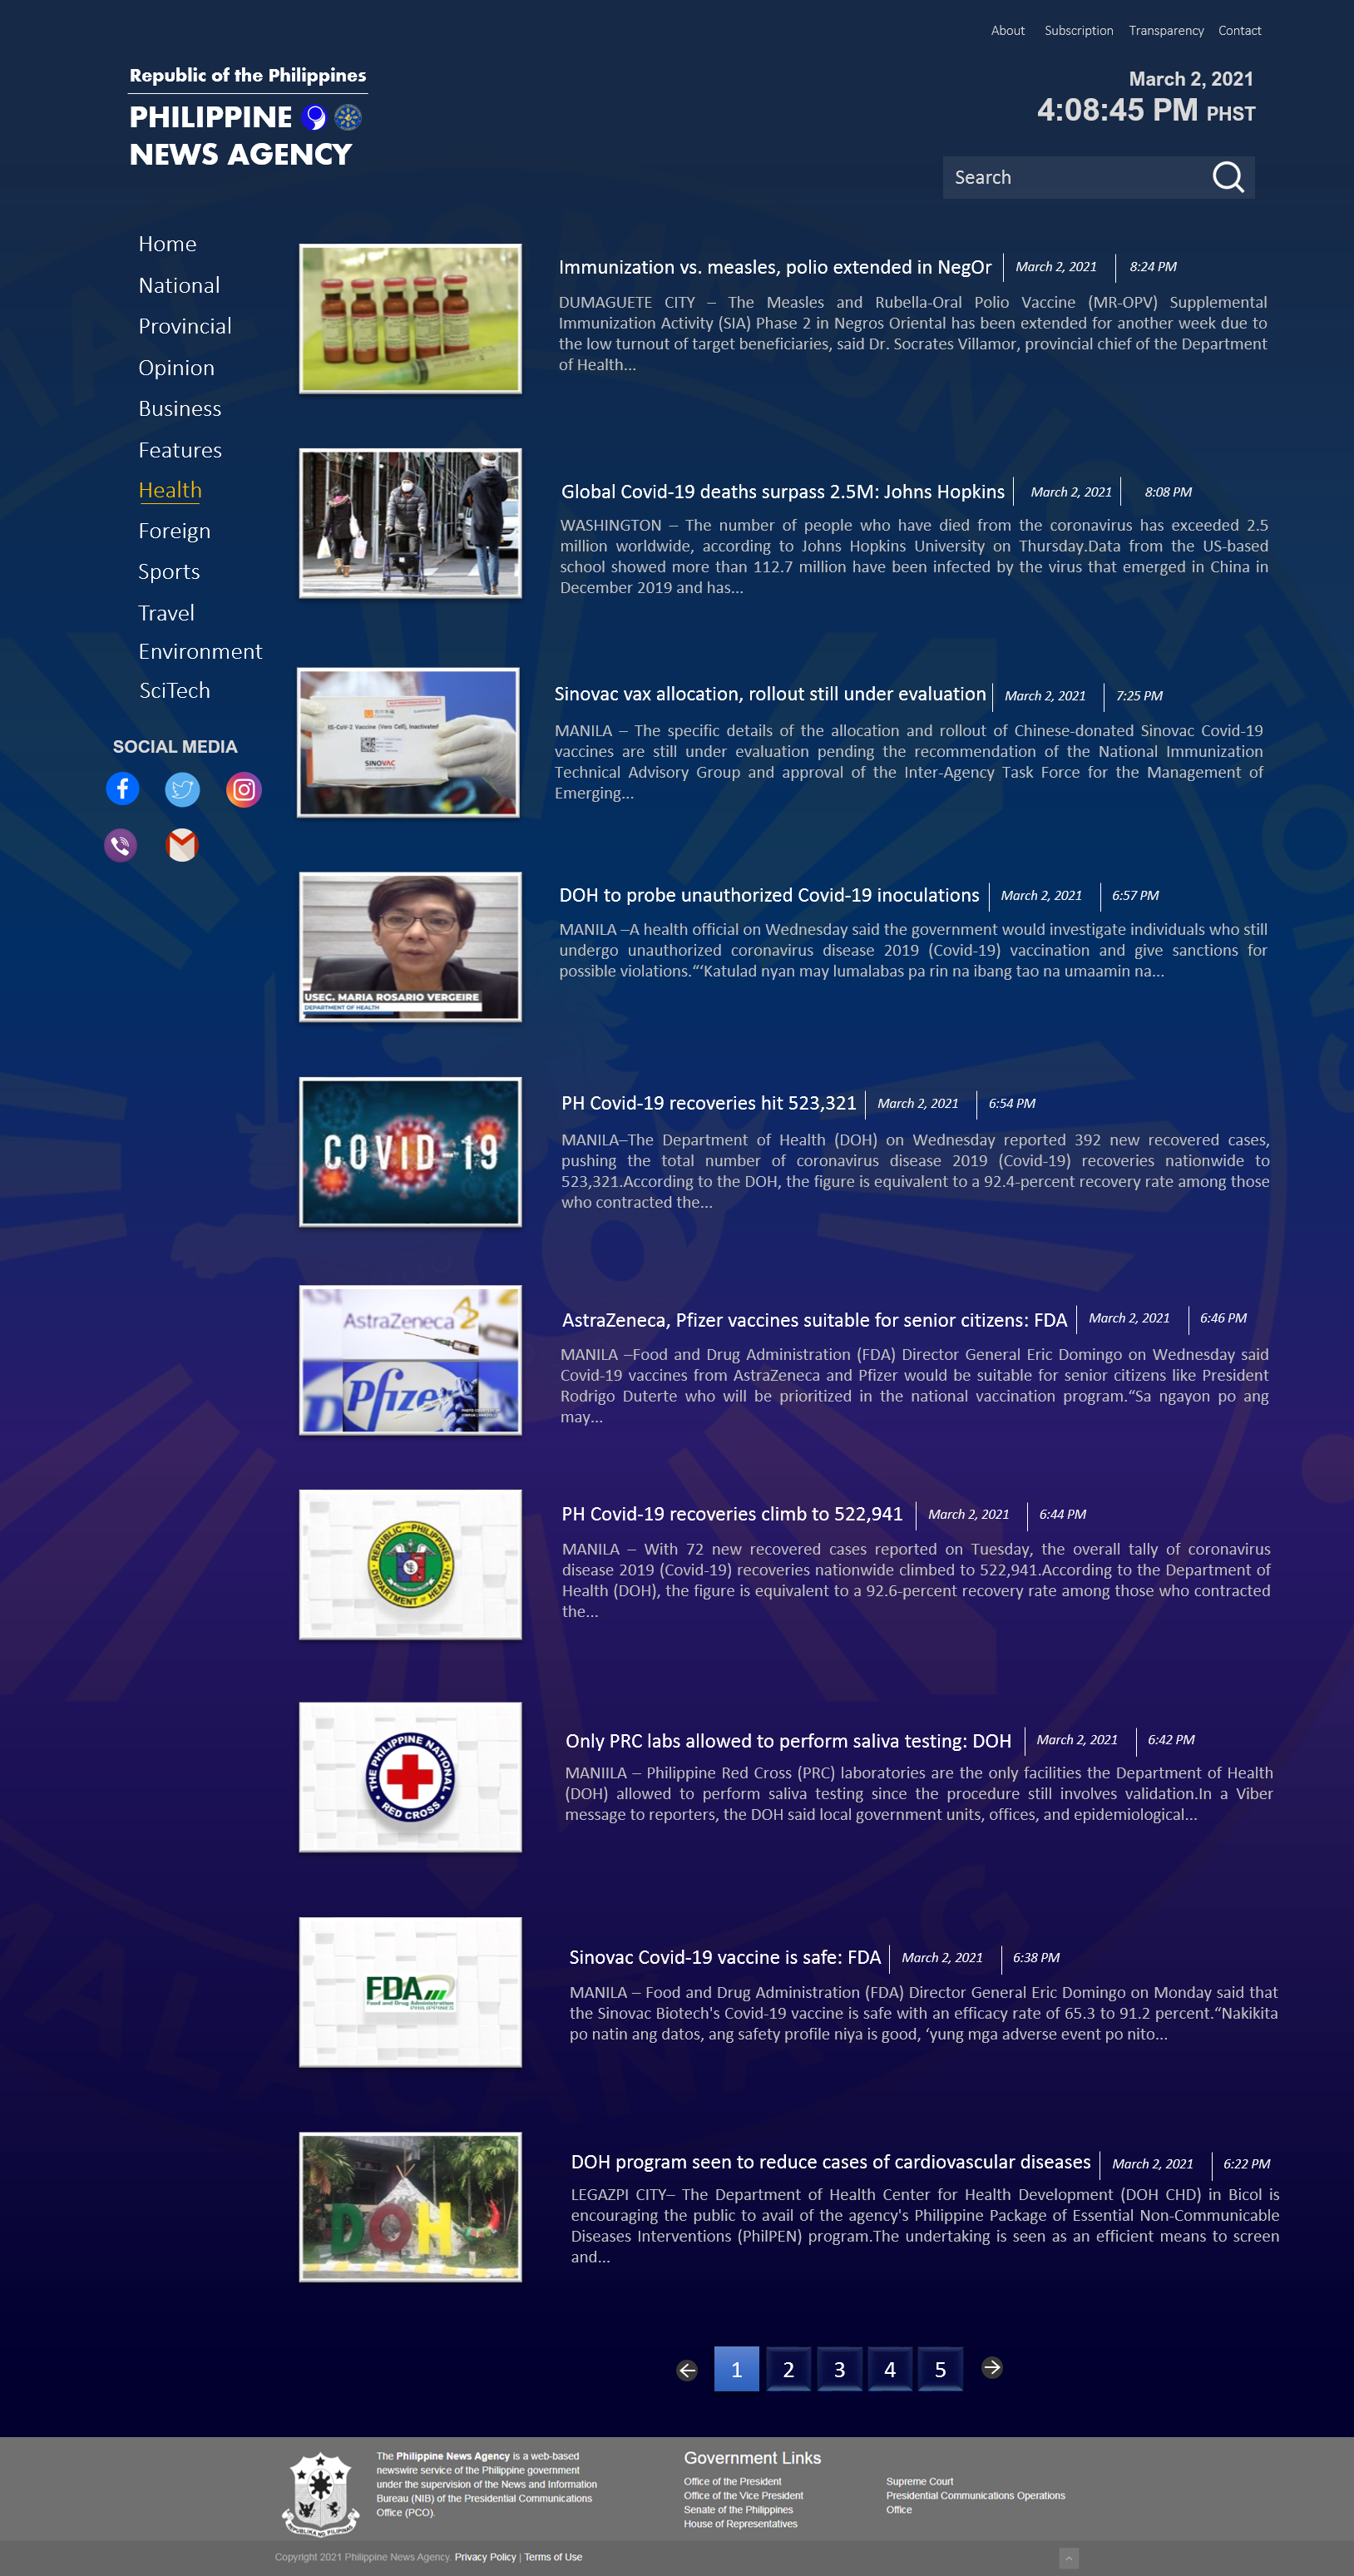 About Subscription Transparency Contact
Republic of the Philippines
PHILIPPINE
NEWS AGENCY
March 2, 2021
4:08:45 PM PHST
Search
Home
National
Provincial
Opinion
Business
Features
Health
Foreign
Sports
Travel
Environment
SciTech
SOCIAL MEDIA
Immunization vs. measles, polio extended in NegOr March 2, 2021 8:24 PM
DUMAGUETE CITY – The Measles and Rubella-Oral Polio Vaccine (MR-OPV) Supplemental
Immunization Activity (SIA) Phase 2 in Negros Oriental has been extended for another week due to
the low turnout of target beneficiaries, said Dr. Socrates Villamor, provincial chief of the Department
of Health...
Global Covid-19 deaths surpass 2.5M: Johns Hopkins March 2, 2021 8:08 PM
WASHINGTON – The number of people who have died from the coronavirus has exceeded 2.5
million worldwide, according to Johns Hopkins University on Thursday.Data from the US-based
school showed more than 112.7 million have been infected by the virus that emerged in China in
December 2019 and has...
RS-CoV-2 Vaccine (Vero Cell), Inactivated
SINOVAC
Sinovac vax allocation, rollout still under evaluation March 2, 2021 7:25 PM
MANILA – The specific details of the allocation and rollout of Chinese-donated Sinovac Covid-19
vaccines are still under evaluation pending the recommendation of the National Immunization
Technical Advisory Group and approval of the Inter-Agency Task Force for the Management of
Emerging...
USEC. MARIA ROSARIO VERGEIRE
DEPARTMENT OF HEALTH
DOH to probe unauthorized Covid-19 inoculations March 2, 2021 6:57 PM
MANILA –A health official on Wednesday said the government would investigate individuals who still
undergo unauthorized coronavirus disease 2019 (Covid-19) vaccination and give sanctions for
possible violations.“‘Katulad nyan may lumalabas pa rin na ibang tao na umaamin na...
COVID-19
PH Covid-19 recoveries hit 523,321 March 2, 2021 6:54 PM
MANILA–The Department of Health (DOH) on Wednesday reported 392 new recovered cases,
pushing the total number of coronavirus disease 2019 (Covid-19) recoveries nationwide to
523,321.According to the DOH, the figure is equivalent to a 92.4-percent recovery rate among those
who contracted the...
AstraZeneca
Pfizer
AstraZeneca, Pfizer vaccines suitable for senior citizens: FDA March 2, 2021 6:46 PM
MANILA –Food and Drug Administration (FDA) Director General Eric Domingo on Wednesday said
Covid-19 vaccines from AstraZeneca and Pfizer would be suitable for senior citizens like President
Rodrigo Duterte who will be prioritized in the national vaccination program.“Sa ngayon po ang
may...
REPUBLIC OF THE PHILIPPINES
DEPARTMENT OF HEALTH
PH Covid-19 recoveries climb to 522,941 March 2, 2021 6:44 PM
MANILA – With 72 new recovered cases reported on Tuesday, the overall tally of coronavirus
disease 2019 (Covid-19) recoveries nationwide climbed to 522,941.According to the Department of
Health (DOH), the figure is equivalent to a 92.6-percent recovery rate among those who contracted
the...
THE PHILIPPINE NATIONAL
RED CROSS
Only PRC labs allowed to perform saliva testing: DOH March 2, 2021 6:42 PM
MANIILA – Philippine Red Cross (PRC) laboratories are the only facilities the Department of Health
(DOH) allowed to perform saliva testing since the procedure still involves validation.In a Viber
message to reporters, the DOH said local government units, offices, and epidemiological...
FDA
Food and Drug Administration
PHILIPPINES
Sinovac Covid-19 vaccine is safe: FDA March 2, 2021 6:38 PM
MANILA – Food and Drug Administration (FDA) Director General Eric Domingo on Monday said that
the Sinovac Biotech's Covid-19 vaccine is safe with an efficacy rate of 65.3 to 91.2 percent.“Nakikita
po natin ang datos, ang safety profile niya is good, ‘yung mga adverse event po nito...
DOH
DOH program seen to reduce cases of cardiovascular diseases March 2, 2021 6:22 PM
LEGAZPI CITY– The Department of Health Center for Health Development (DOH CHD) in Bicol is
encouraging the public to avail of the agency's Philippine Package of Essential Non-Communicable
Diseases Interventions (PhilPEN) program.The undertaking is seen as an efficient means to screen
and...
1 2 3 4 5
The Philippine News Agency is a web-based
newswire service of the Philippine government
under the supervision of the News and Information
Bureau (NIB) of the Presidential Communications
Office (PCO).
Government Links
Office of the President
Office of the Vice President
Senate of the Philippines
House of Representatives
Supreme Court
Presidential Communications Operations
Office
Copyright 2021 Philippine News Agency. Privacy Policy | Terms of Use